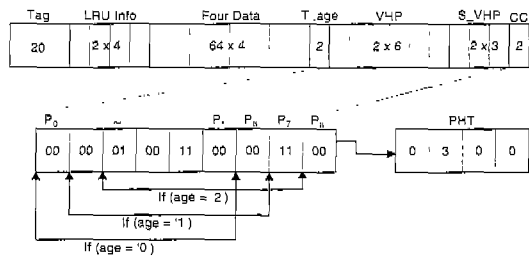 Tag LRU Info Four Data T_age VHP S_VHP CC
20 2 x 4 64 x 4 2 2 x 6 2 x 3 2
P0 ~ P7 P8 PHT
00 00 01 00 11 00 00 11 00 0 3 0 0
If (age = '2')
If (age = '1')
If (age = '0')